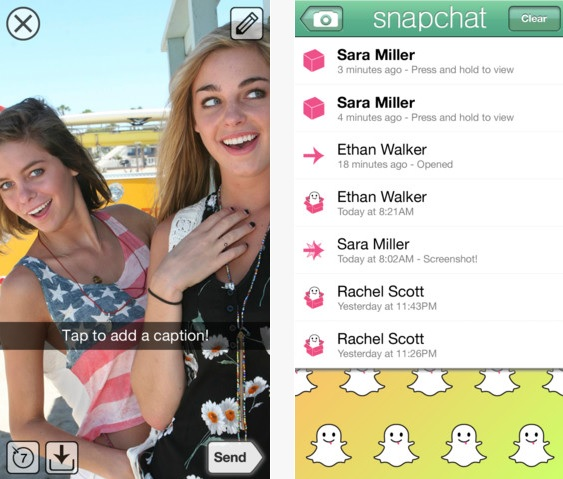 Tap to add a caption!
7
Send
snapchat
Clear
Sara Miller
3 minutes ago - Press and hold to view
Sara Miller
4 minutes ago - Press and hold to view
Ethan Walker
18 minutes ago - Opened
Ethan Walker
Today at 8:21AM
Sara Miller
Today at 8:02AM - Screenshot!
Rachel Scott
Yesterday at 11:43PM
Rachel Scott
Yesterday at 11:26PM